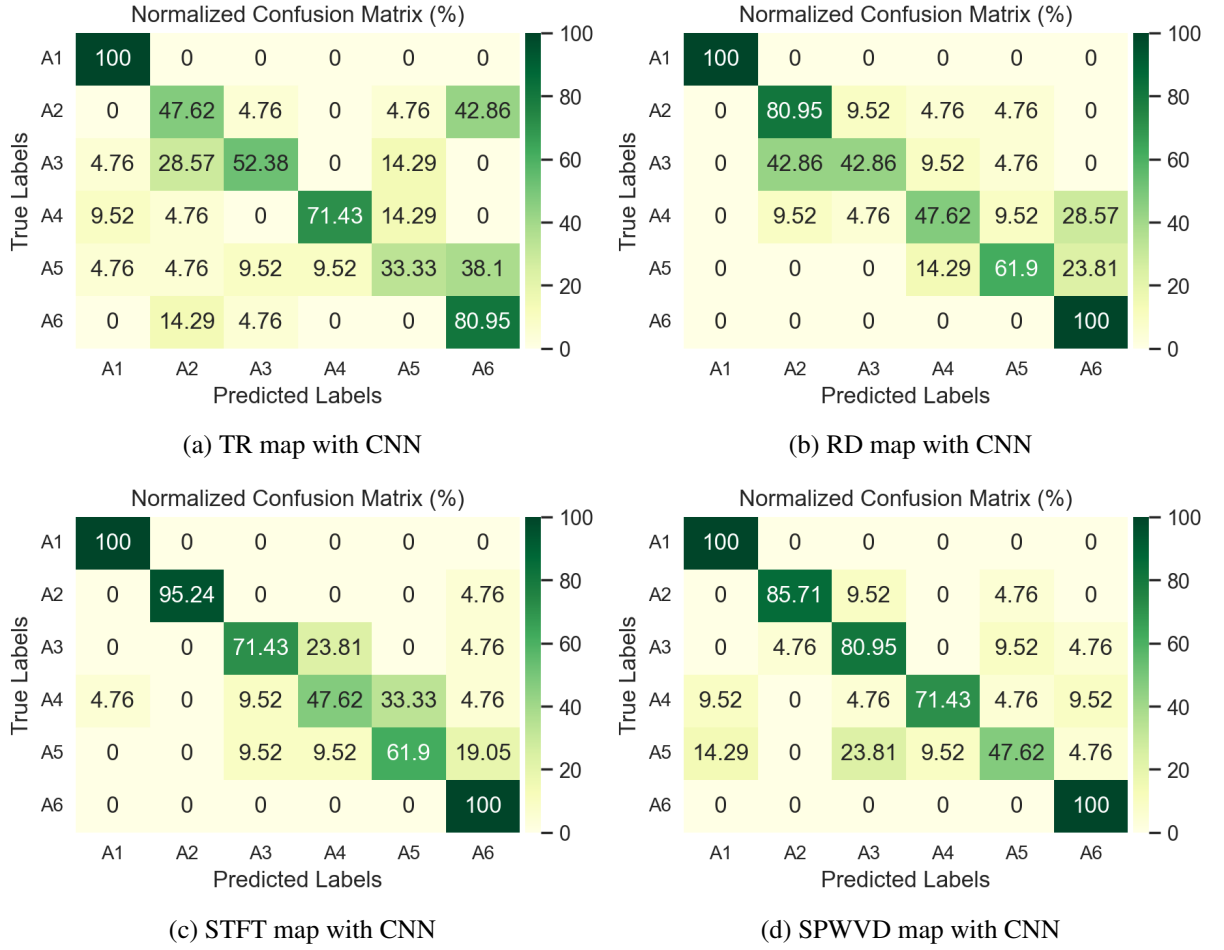 Normalized Confusion Matrix (%)
A1 100 0 0 0 0 0 100
A2 0 47.62 4.76 0 4.76 42.86 80
A3 4.76 28.57 52.38 0 14.29 0 60
A4 9.52 4.76 0 71.43 14.29 0 40
A5 4.76 4.76 9.52 9.52 33.33 38.1 20
A6 0 14.29 4.76 0 0 80.95 0
A1 A2 A3 A4 A5 A6
True Labels
Predicted Labels
(a) TR map with CNN
Normalized Confusion Matrix (%)
A1 100 0 0 0 0 0 100
A2 0 80.95 9.52 4.76 4.76 0 80
A3 0 42.86 42.86 9.52 4.76 0 60
A4 0 9.52 4.76 47.62 9.52 28.57 40
A5 0 0 0 14.29 61.9 23.81 20
A6 0 0 0 0 0 100 0
A1 A2 A3 A4 A5 A6
True Labels
Predicted Labels
(b) RD map with CNN
Normalized Confusion Matrix (%)
A1 100 0 0 0 0 0 100
A2 0 95.24 0 0 0 4.76 80
A3 0 0 71.43 23.81 0 4.76 60
A4 4.76 0 9.52 47.62 33.33 4.76 40
A5 0 0 9.52 9.52 61.9 19.05 20
A6 0 0 0 0 0 100 0
A1 A2 A3 A4 A5 A6
True Labels
Predicted Labels
(c) STFT map with CNN
Normalized Confusion Matrix (%)
A1 100 0 0 0 0 0 100
A2 0 85.71 9.52 0 4.76 0 80
A3 0 4.76 80.95 0 9.52 4.76 60
A4 9.52 0 4.76 71.43 4.76 9.52 40
A5 14.29 0 23.81 9.52 47.62 4.76 20
A6 0 0 0 0 0 100 0
A1 A2 A3 A4 A5 A6
True Labels
Predicted Labels
(d) SPWVD map with CNN